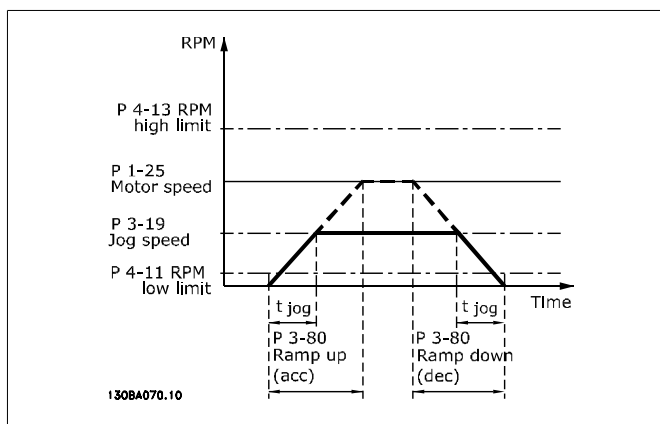 RPM
P 4-13 RPM
high limit
P 1-25
Motor speed
P 3-19
Jog speed
P 4-11 RPM
low limit
Time
t jog
t jog
P 3-80
Ramp up
(acc)
P 3-80
Ramp down
(dec)
130BA070.10